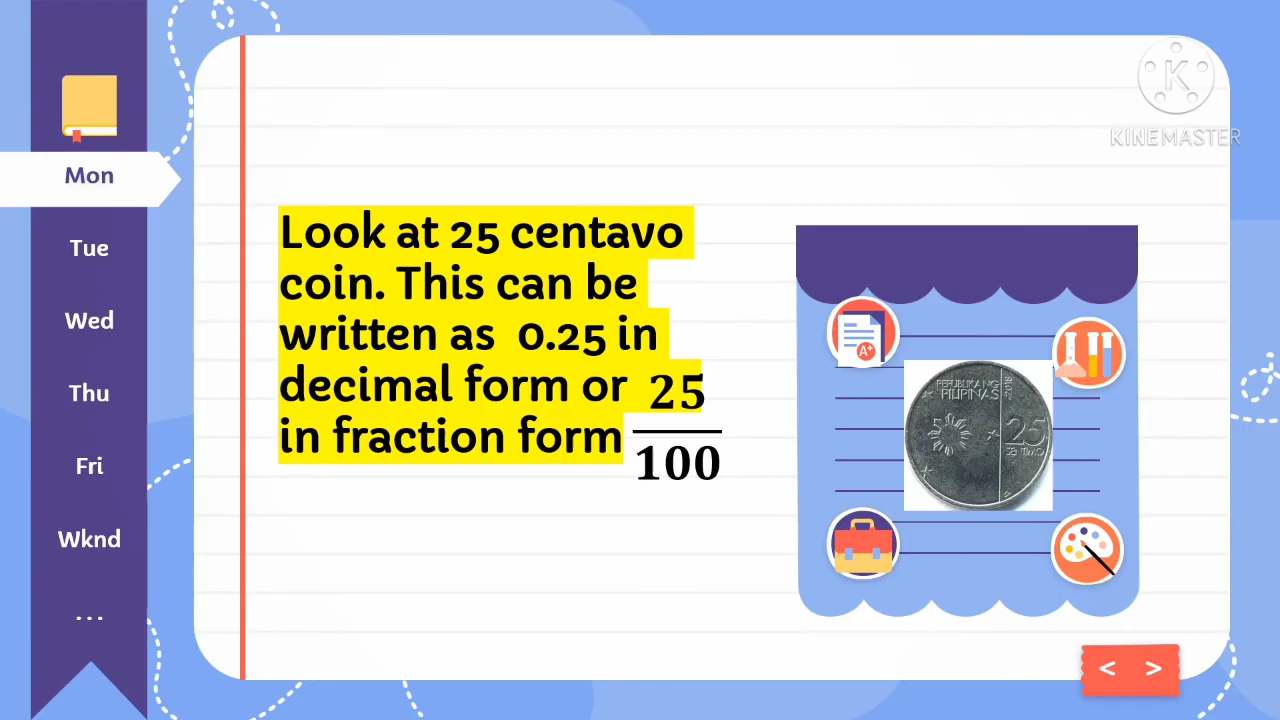 KINEMASTER
Mon
Tue
Wed
Thu
Fri
Wknd
...
Look at 25 centavo
coin. This can be
written as 0.25 in
decimal form or 25
in fraction form
100
A+
REPUBLIKA NG
PILIPINAS
2018
25
SENTIMO
< >